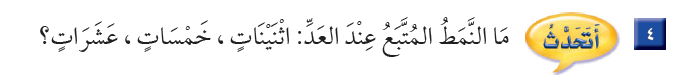 ٤ أَتَحَدَّثُ مَا النَّمَطُ المُتَّبَعُ عِنْدَ العَدِّ: اثْنَيْنَاتٍ ، خَمْسَاتٍ ، عَشَرَاتٍ؟